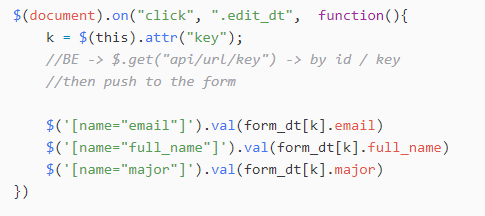 $(document).on("click", ".edit_dt",  function(){
    k = $(this).attr("key");
    //BE -> $.get("api/url/key") -> by id / key
    //then push to the form

    $('[name="email"]').val(form_dt[k].email)
    $('[name="full_name"]').val(form_dt[k].full_name)
    $('[name="major"]').val(form_dt[k].major)
})